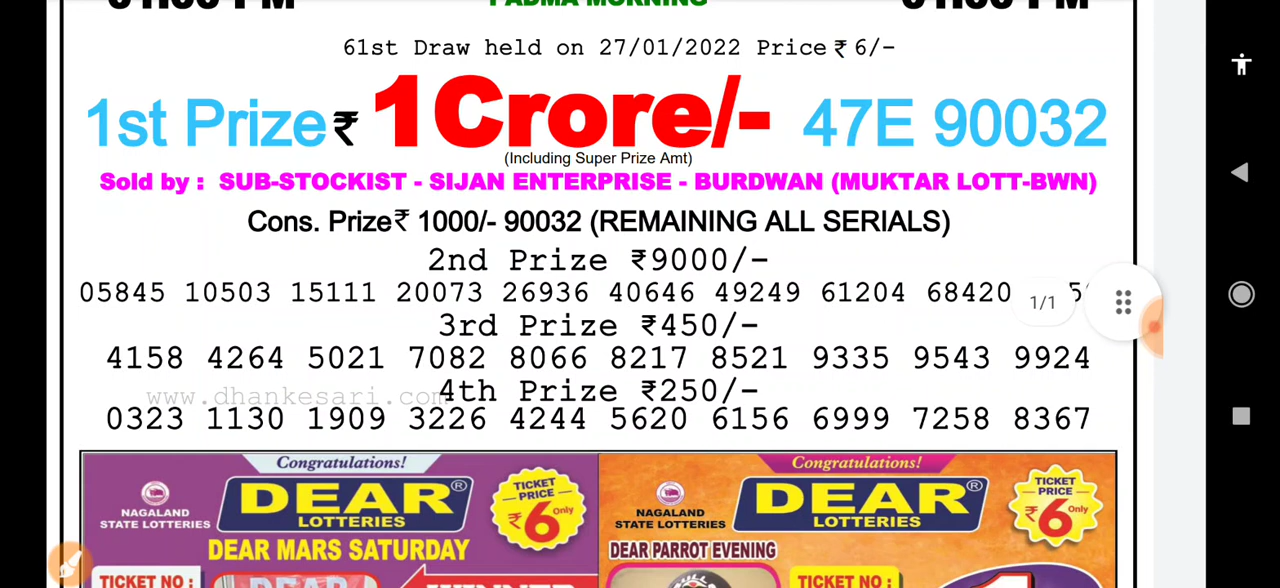 PADMA MORNING
61st Draw held on 27/01/2022 Price ₹ 6/-
1st Prize ₹ 1Crore/- 47E 90032
(Including Super Prize Amt)
Sold by : SUB-STOCKIST - SIJAN ENTERPRISE - BURDWAN (MUKTAR LOTT-BWN)
Cons. Prize ₹ 1000/- 90032 (REMAINING ALL SERIALS)
2nd Prize ₹9000/-
05845 10503 15111 20073 26936 40646 49249 61204 68420
1/1
3rd Prize ₹450/-
4158 4264 5021 7082 8066 8217 8521 9335 9543 9924
www.dhankesari.com
4th Prize ₹250/-
0323 1130 1909 3226 4244 5620 6156 6999 7258 8367
Congratulations!
NAGALAND
STATE LOTTERIES
DEAR®
LOTTERIES
TICKET
PRICE
₹6 Only
DEAR MARS SATURDAY
TICKET NO :
DEAR
WINNER
Congratulations!
NAGALAND
STATE LOTTERIES
DEAR®
LOTTERIES
TICKET
PRICE
₹6 Only
DEAR PARROT EVENING
TICKET NO :
1